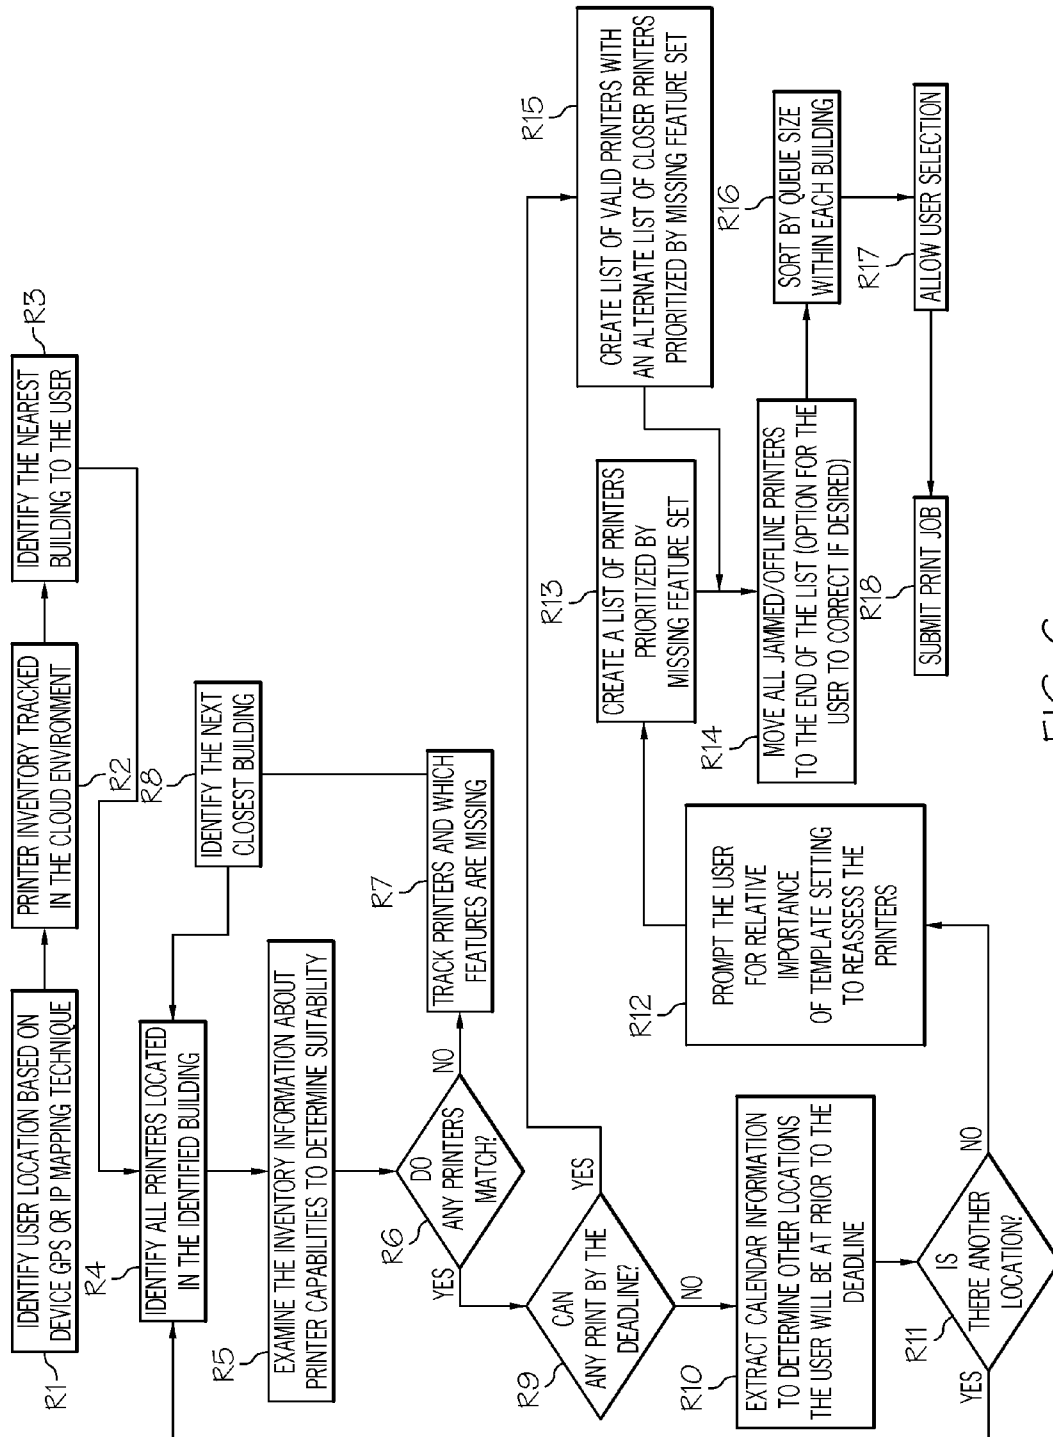 R1
IDENTIFY USER LOCATION BASED ON
DEVICE GPS OR IP MAPPING TECHNIQUE
PRINTER INVENTORY TRACKED
IN THE CLOUD ENVIRONMENT
R2
IDENTIFY THE NEAREST
BUILDING TO THE USER
R3
R4
IDENTIFY ALL PRINTERS LOCATED
IN THE IDENTIFIED BUILDING
R5
EXAMINE THE INVENTORY INFORMATION ABOUT
PRINTER CAPABILITIES TO DETERMINE SUITABILITY
R6
DO
ANY PRINTERS
MATCH?
YES
NO
R7
TRACK PRINTERS AND WHICH
FEATURES ARE MISSING
R8
IDENTIFY THE NEXT
CLOSEST BUILDING
R9
CAN
ANY PRINT BY THE
DEADLINE?
YES
NO
R10
EXTRACT CALENDAR INFORMATION
TO DETERMINE OTHER LOCATIONS
THE USER WILL BE AT PRIOR TO THE
DEADLINE
R11
IS
THERE ANOTHER
LOCATION?
YES
NO
R12
PROMPT THE USER
FOR RELATIVE
IMPORTANCE
OF TEMPLATE SETTING
TO REASSESS THE
PRINTERS
R13
CREATE A LIST OF PRINTERS
PRIORITIZED BY
MISSING FEATURE SET
R14
MOVE ALL JAMMED/OFFLINE PRINTERS
TO THE END OF THE LIST (OPTION FOR THE
USER TO CORRECT IF DESIRED)
R15
CREATE LIST OF VALID PRINTERS WITH
AN ALTERNATE LIST OF CLOSER PRINTERS
PRIORITIZED BY MISSING FEATURE SET
R16
SORT BY QUEUE SIZE
WITHIN EACH BUILDING
R17
ALLOW USER SELECTION
R18
SUBMIT PRINT JOB